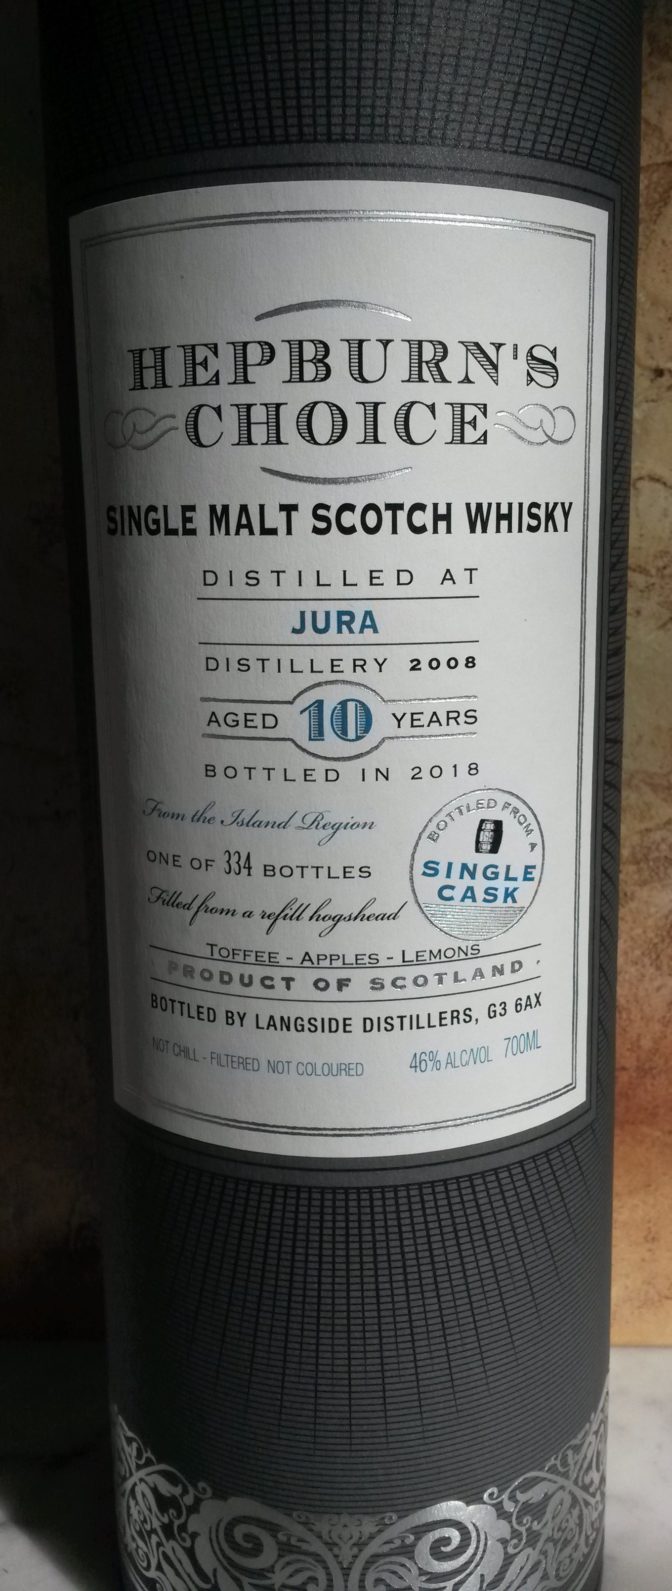 HEPBURN'S
CHOICE
SINGLE MALT SCOTCH WHISKY
DISTILLED AT
JURA
DISTILLERY 2008
AGED 10 YEARS
BOTTLED IN 2018
From the Island Region
ONE OF 334 BOTTLES
Filled from a refill hogshead
BOTTLED FROM A
SINGLE
CASK
TOFFEE - APPLES - LEMONS
PRODUCT OF SCOTLAND
BOTTLED BY LANGSIDE DISTILLERS, G3 6AX
NOT CHILL - FILTERED NOT COLOURED 46% ALC/VOL 700ML